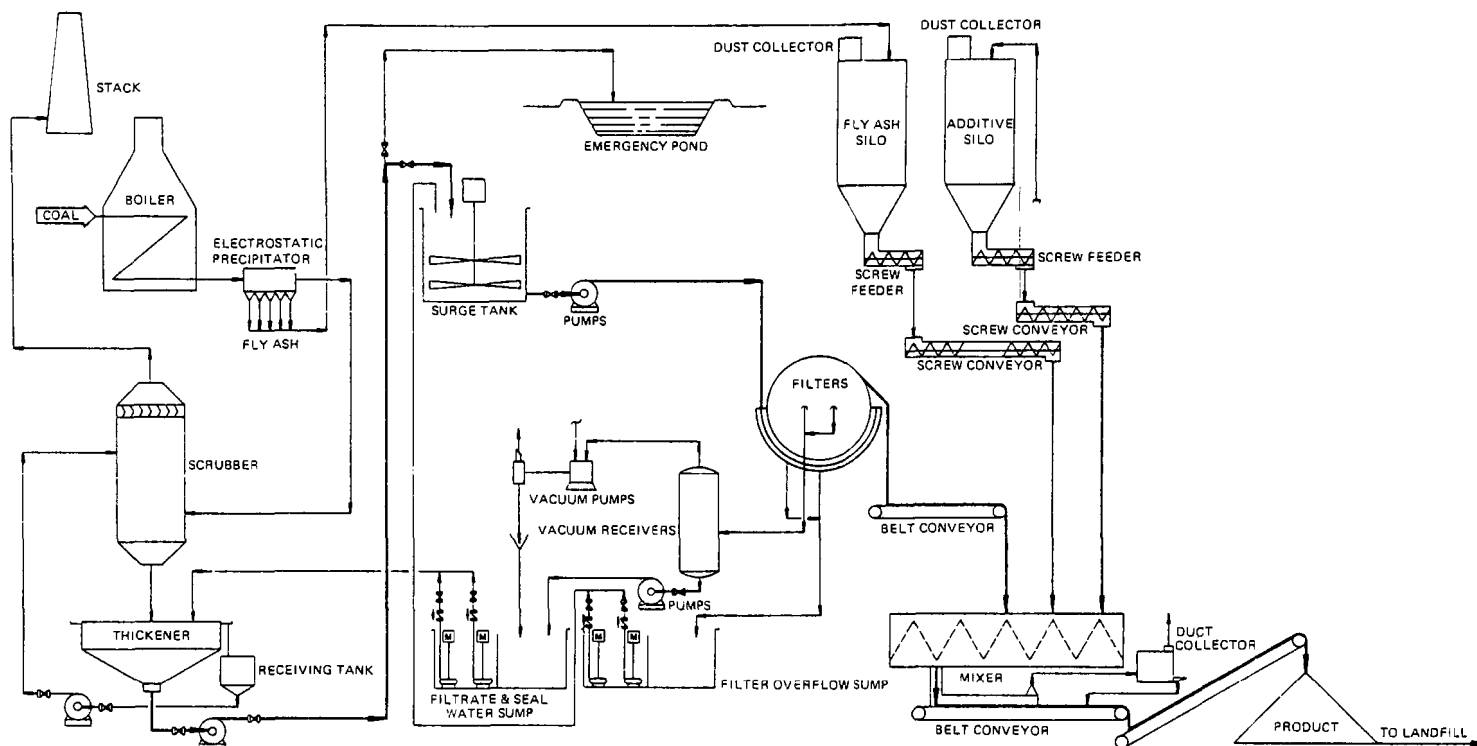 DUST COLLECTOR
DUST COLLECTOR
STACK
FLY ASH
SILO
ADDITIVE
SILO
EMERGENCY POND
BOILER
COAL
ELECTROSTATIC
PRECIPITATOR
SCREW FEEDER
SCREW
FEEDER
SURGE TANK
PUMPS
FLY ASH
SCREW CONVEYOR
SCREW CONVEYOR
FILTERS
SCRUBBER
VACUUM PUMPS
VACUUM RECEIVERS
BELT CONVEYOR
PUMPS
THICKENER
M
M
M
M
DUCT
COLLECTOR
RECEIVING TANK
MIXER
FILTRATE & SEAL
WATER SUMP
FILTER OVERFLOW SUMP
BELT CONVEYOR
PRODUCT
TO LANDFILL